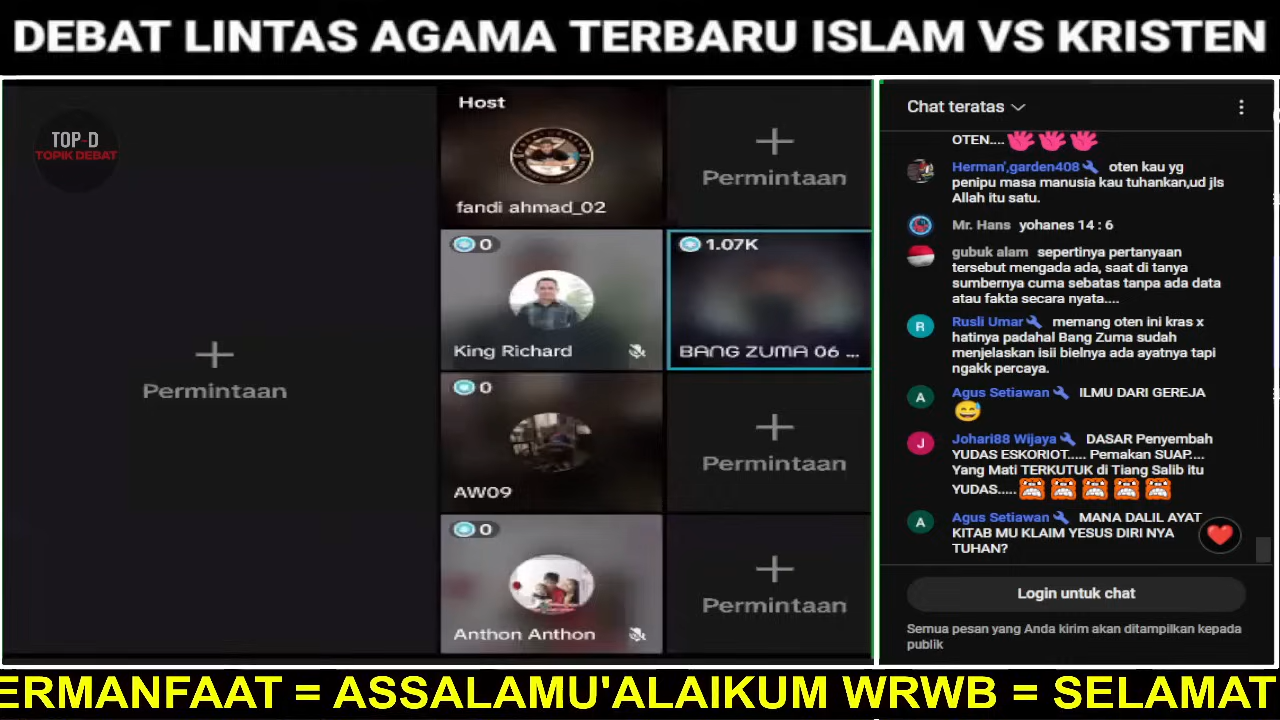 DEBAT LINTAS AGAMA TERBARU ISLAM VS KRISTEN
TOP-D
TOPIK DEBAT
Permintaan
Host
fandi ahmad_02
Permintaan
0
King Richard
1.07K
BANG ZUMA 06 ...
0
AW09
Permintaan
0
Anthon Anthon
Permintaan
Chat teratas
OTEN....
Herman',garden408 oten kau yg
penipu masa manusia kau tuhankan,ud jls
Allah itu satu.
Mr. Hans yohanes 14 : 6
gubuk alam sepertinya pertanyaan
tersebut mengada ada, saat di tanya
sumbernya cuma sebatas tanpa ada data
atau fakta secara nyata....
R
Rusli Umar memang oten ini kras x
hatinya padahal Bang Zuma sudah
menjelaskan isii bielnya ada ayatnya tapi
ngakk percaya.
A
Agus Setiawan ILMU DARI GEREJA
J
Johari88 Wijaya DASAR Penyembah
YUDAS ESKORIOT..... Pemakan SUAP....
Yang Mati TERKUTUK di Tiang Salib itu
YUDAS.....
A
Agus Setiawan MANA DALIL AYAT
KITAB MU KLAIM YESUS DIRI NYA
TUHAN?
Login untuk chat
Semua pesan yang Anda kirim akan ditampilkan kepada
publik
ERMANFAAT = ASSALAMU'ALAIKUM WRWB = SELAMAT